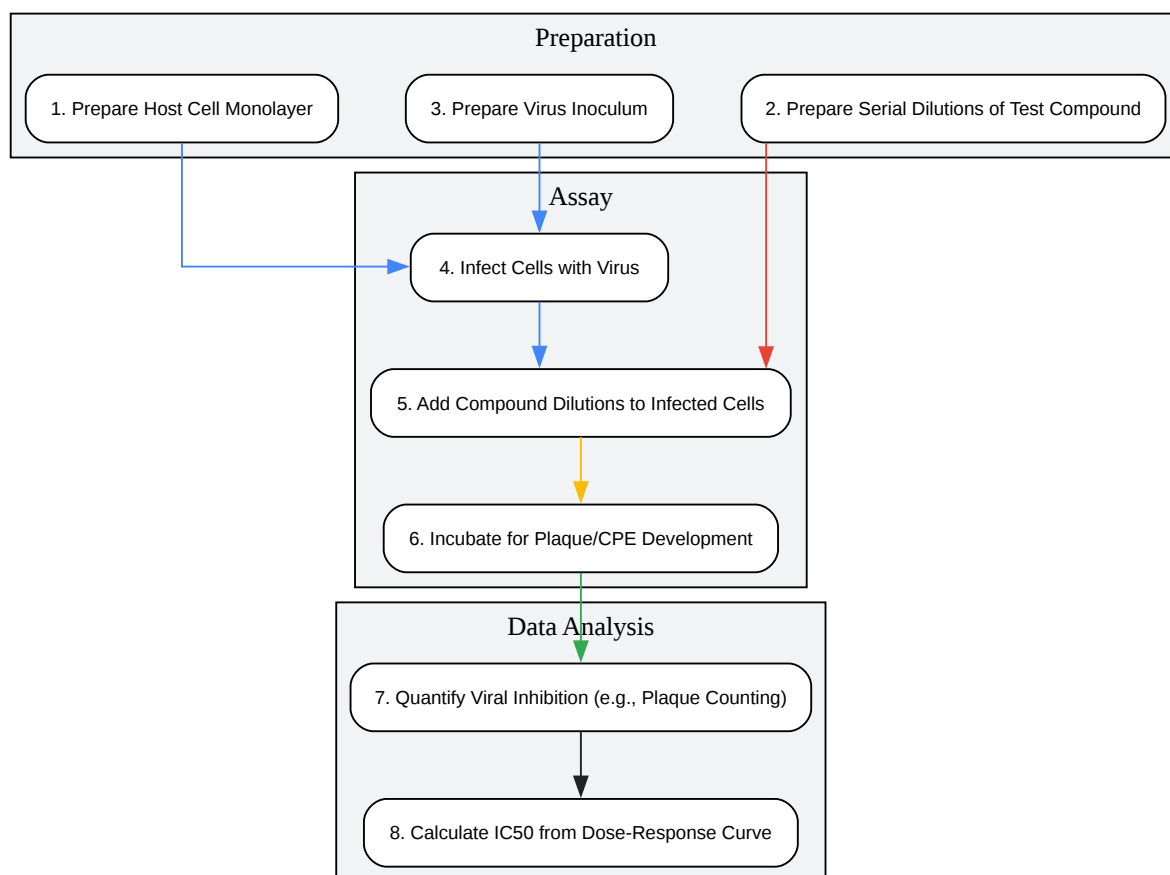 Preparation
1. Prepare Host Cell Monolayer
3. Prepare Virus Inoculum
2. Prepare Serial Dilutions of Test Compound
Assay
4. Infect Cells with Virus
5. Add Compound Dilutions to Infected Cells
6. Incubate for Plaque/CPE Development
Data Analysis
7. Quantify Viral Inhibition (e.g., Plaque Counting)
8. Calculate IC50 from Dose-Response Curve